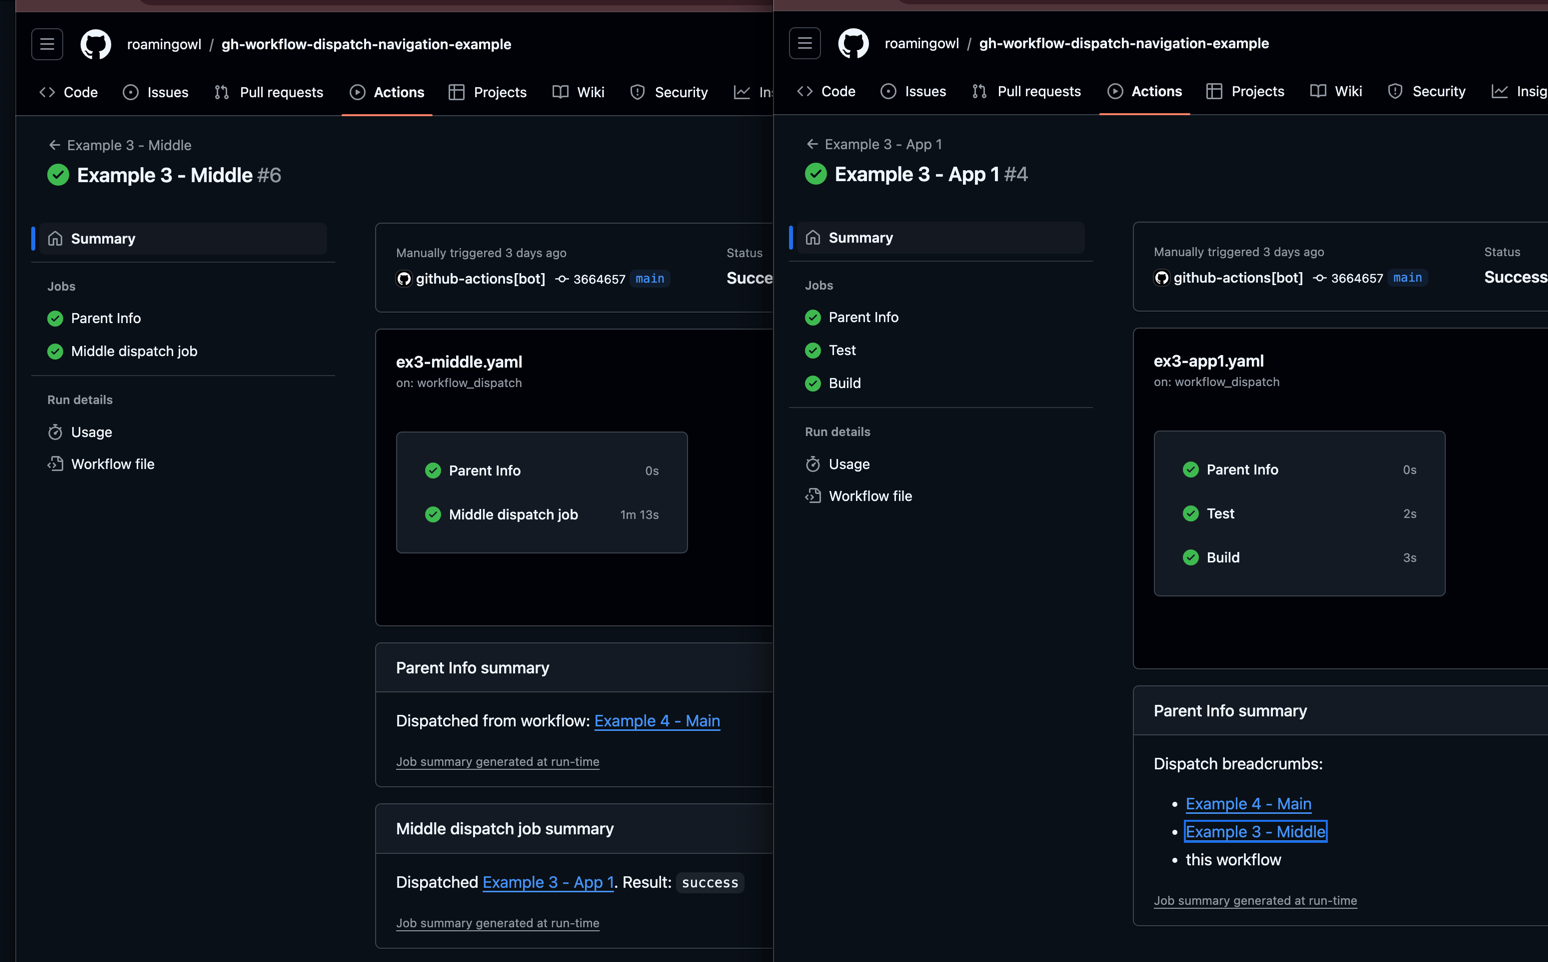 roamingowl / gh-workflow-dispatch-navigation-example
Code Issues Pull requests Actions Projects Wiki Security In
Example 3 - Middle
Example 3 - Middle #6
Summary
Jobs
Parent Info
Middle dispatch job
Run details
Usage
Workflow file
Manually triggered 3 days ago
Status
github-actions[bot] 3664657 main
Succe
ex3-middle.yaml
on: workflow_dispatch
Parent Info 0s
Middle dispatch job 1m 13s
Parent Info summary
Dispatched from workflow: Example 4 - Main
Job summary generated at run-time
Middle dispatch job summary
Dispatched Example 3 - App 1. Result: success
Job summary generated at run-time
roamingowl / gh-workflow-dispatch-navigation-example
Code Issues Pull requests Actions Projects Wiki Security Insig
Example 3 - App 1
Example 3 - App 1 #4
Summary
Jobs
Parent Info
Test
Build
Run details
Usage
Workflow file
Manually triggered 3 days ago
Status
github-actions[bot] 3664657 main
Success
ex3-app1.yaml
on: workflow_dispatch
Parent Info 0s
Test 2s
Build 3s
Parent Info summary
Dispatch breadcrumbs:
• Example 4 - Main
• Example 3 - Middle
• this workflow
Job summary generated at run-time